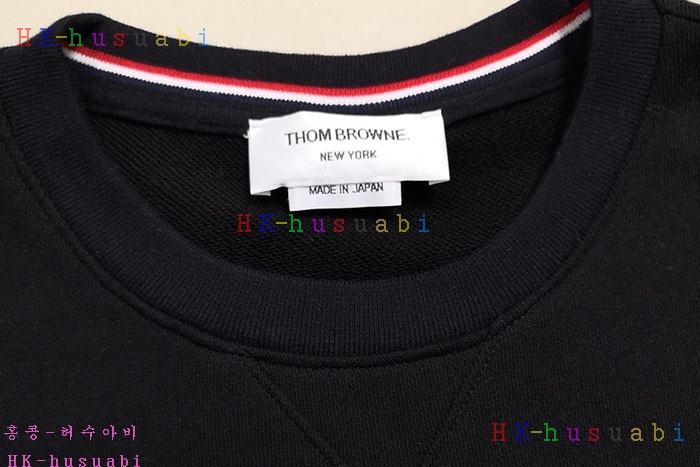 HK-husuabi
THOM BROWNE.
NEW YORK
MADE IN JAPAN
HK-husuabi
홍콩-허수아비
HK-husuabi
HK-husuabi